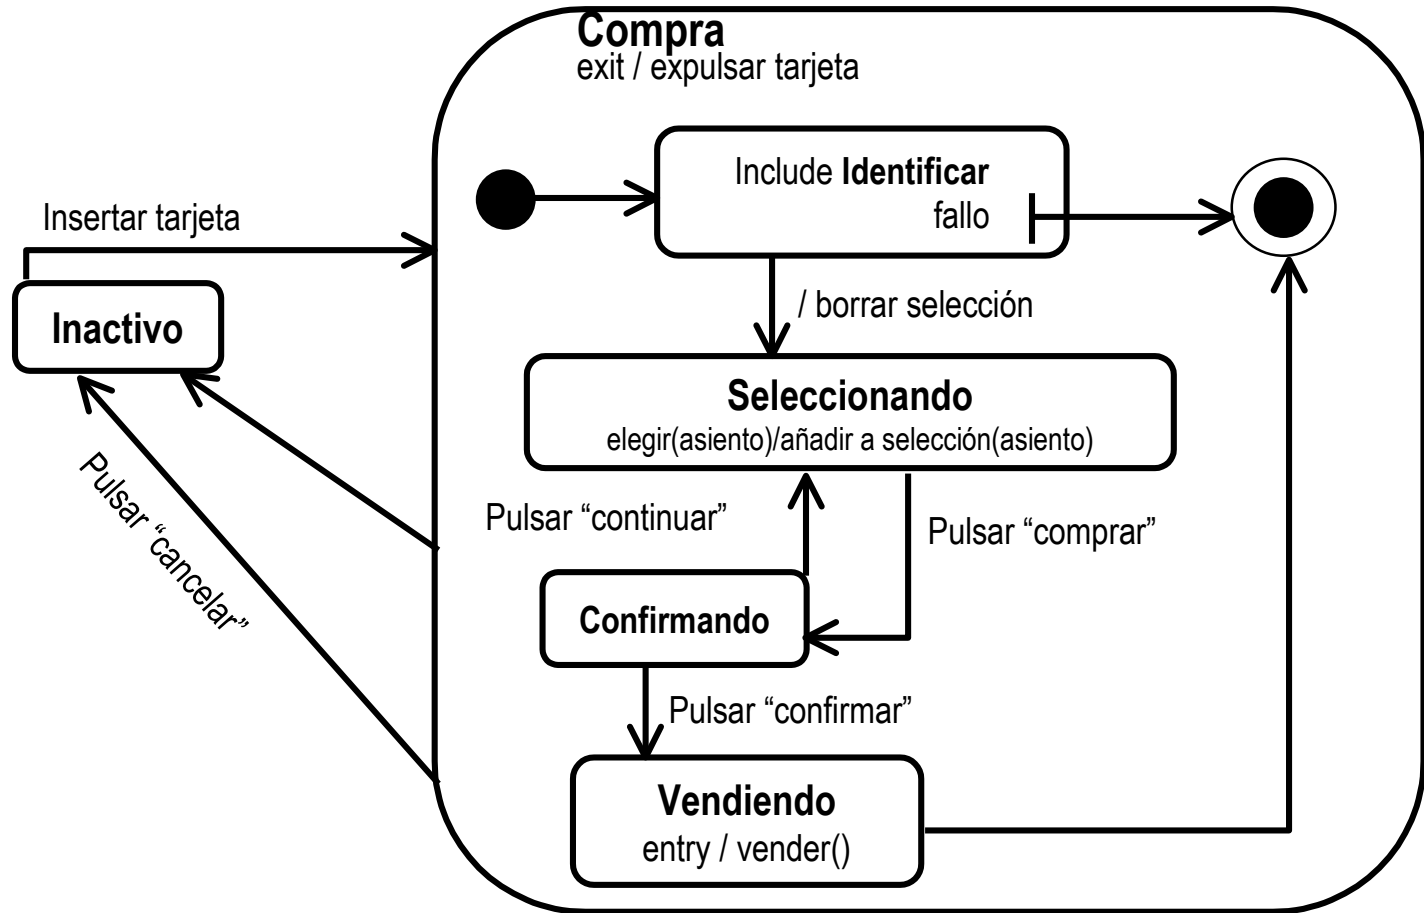 Compra
exit / expulsar tarjeta
Include Identificar
fallo
Insertar tarjeta
Inactivo
/ borrar selección
Seleccionando
elegir(asiento)/añadir a selección(asiento)
Pulsar “cancelar”
Pulsar “continuar”
Pulsar “comprar”
Confirmando
Pulsar “confirmar”
Vendiendo
entry / vender()